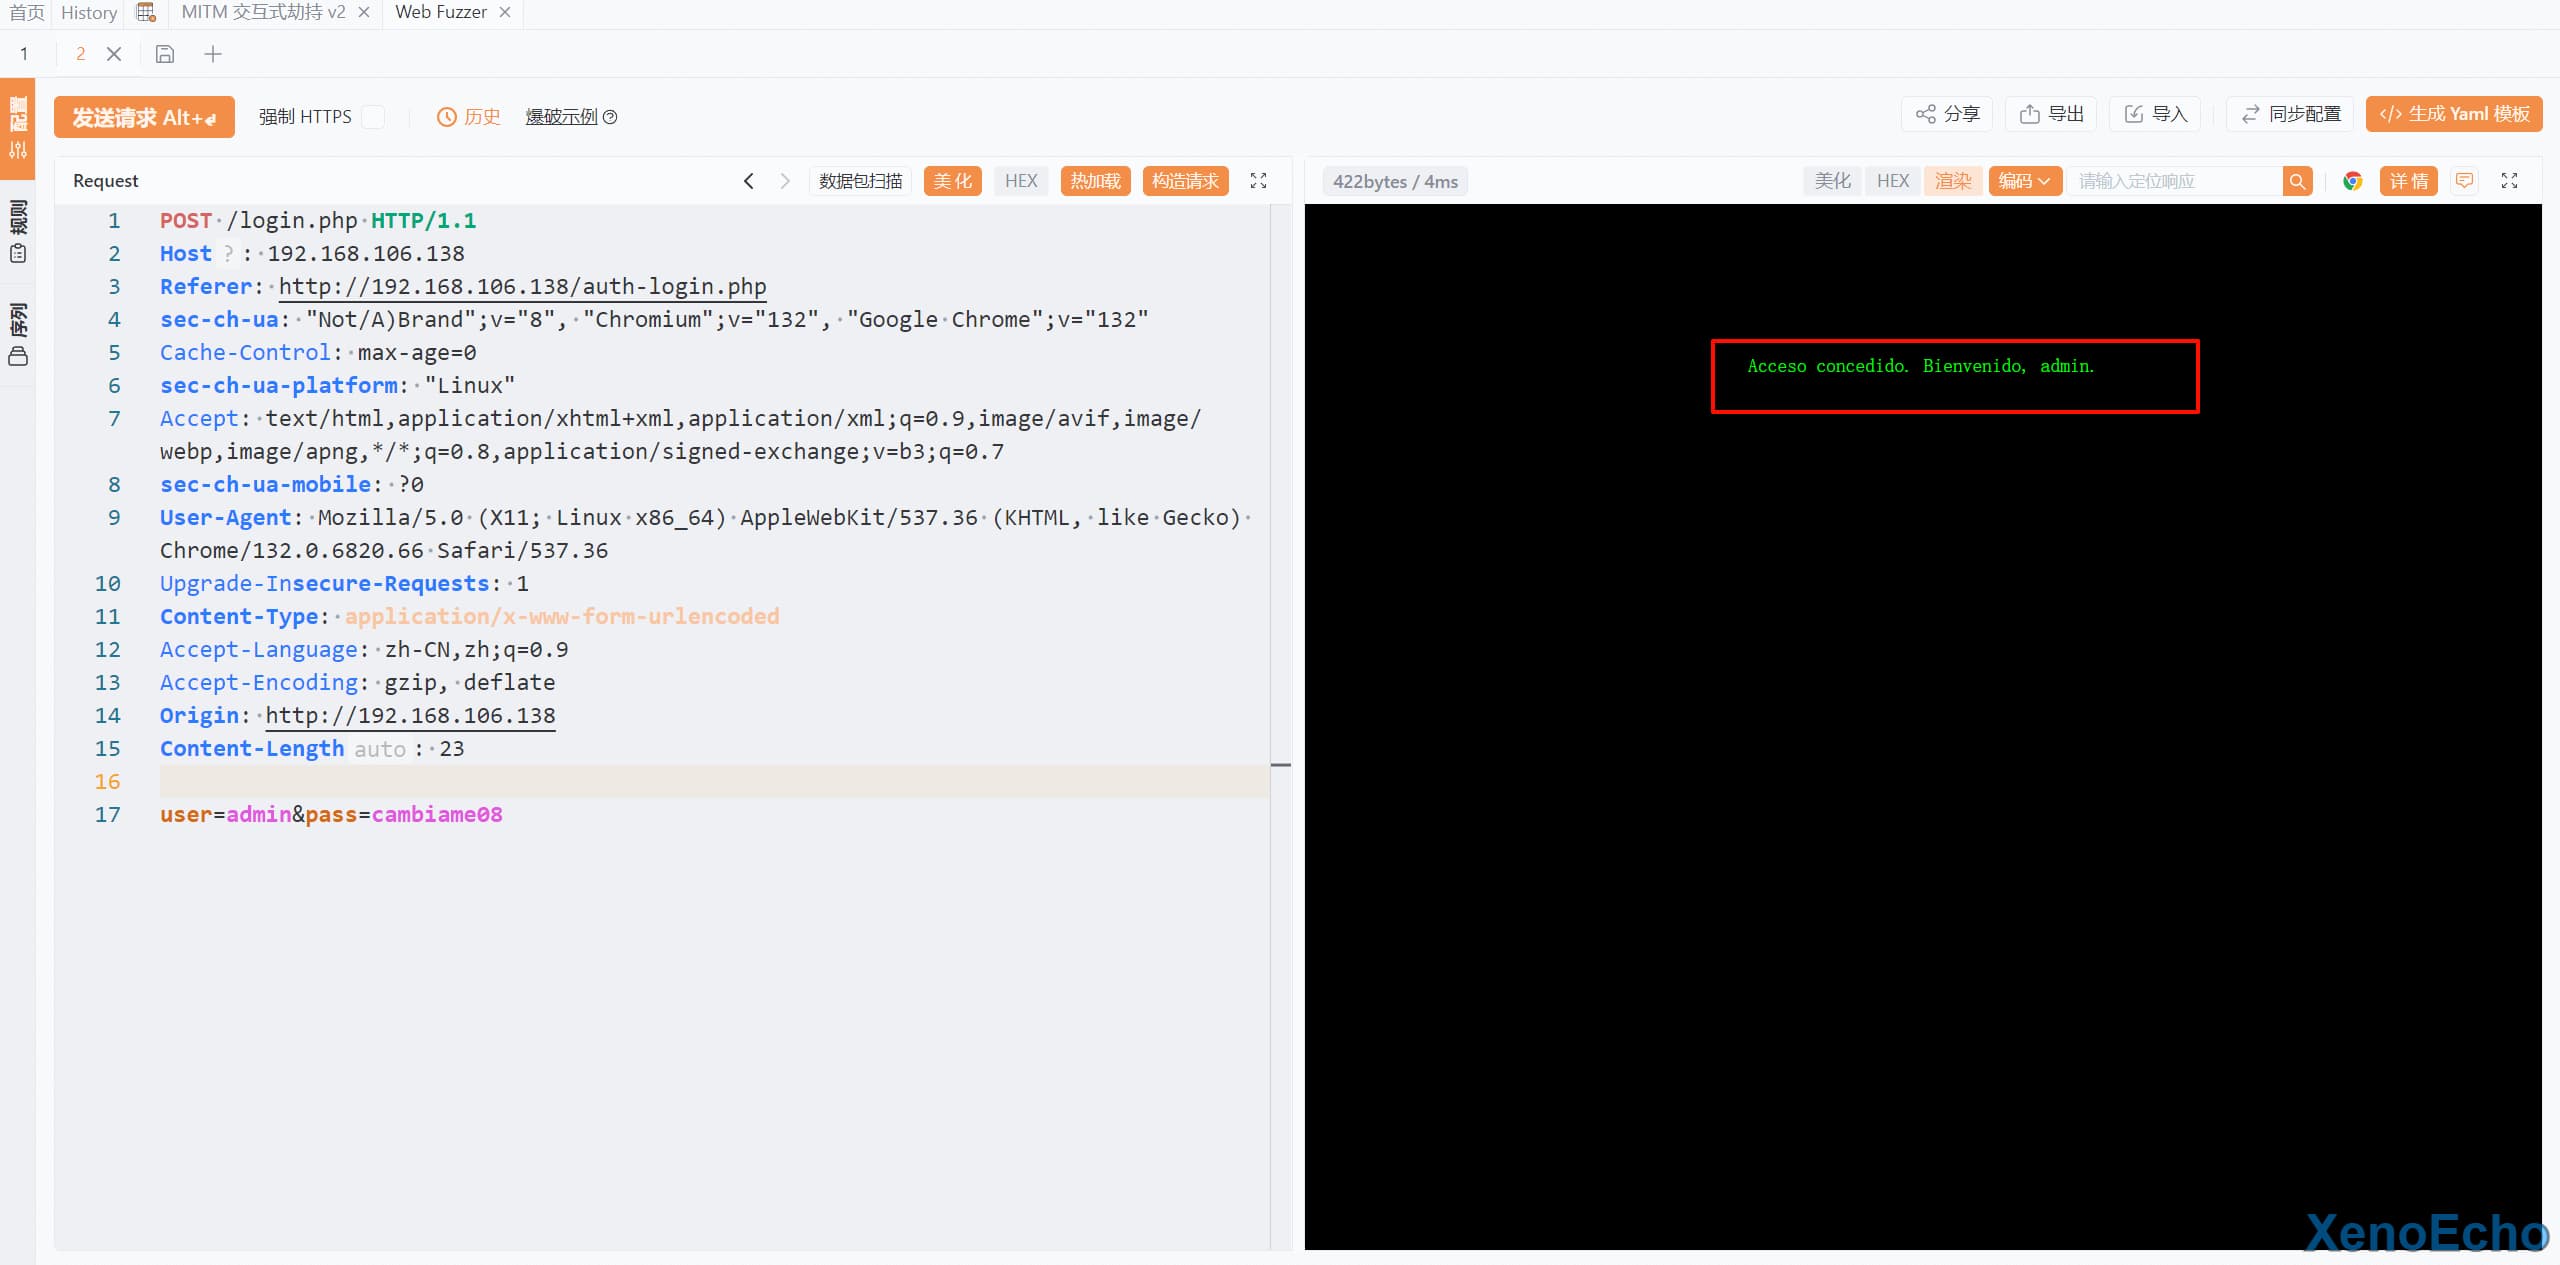 首页 History MITM 交互式劫持 v2 Web Fuzzer
1 2
发送请求 Alt+ 强制 HTTPS 历史 爆破示例 分享 导出 导入 同步配置 </> 生成 Yaml 模板
配置
规则
序列
Request 数据包扫描 美化 HEX 热加载 构造请求
1 POST /login.php HTTP/1.1
2 Host ? : 192.168.106.138
3 Referer: http://192.168.106.138/auth-login.php
4 sec-ch-ua: "Not/A)Brand";v="8", "Chromium";v="132", "Google Chrome";v="132"
5 Cache-Control: max-age=0
6 sec-ch-ua-platform: "Linux"
7 Accept: text/html,application/xhtml+xml,application/xml;q=0.9,image/avif,image/
webp,image/apng,*/*;q=0.8,application/signed-exchange;v=b3;q=0.7
8 sec-ch-ua-mobile: ?0
9 User-Agent: Mozilla/5.0 (X11; Linux x86_64) AppleWebKit/537.36 (KHTML, like Gecko)
Chrome/132.0.6820.66 Safari/537.36
10 Upgrade-Insecure-Requests: 1
11 Content-Type: application/x-www-form-urlencoded
12 Accept-Language: zh-CN,zh;q=0.9
13 Accept-Encoding: gzip, deflate
14 Origin: http://192.168.106.138
15 Content-Length auto : 23
16
17 user=admin&pass=cambiame08
422bytes / 4ms 美化 HEX 渲染 编码 请输入定位响应 详情
Acceso concedido. Bienvenido, admin.
XenoEcho